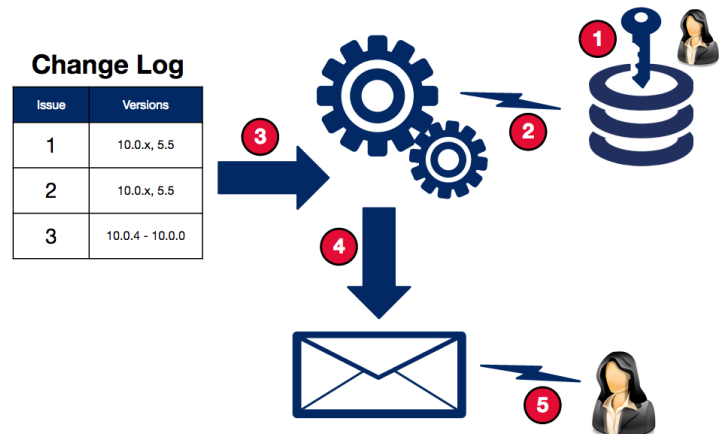 Change Log
Issue Versions
1 10.0.x, 5.5
2 10.0.x, 5.5
3 10.0.4 - 10.0.0
1
2
3
4
5